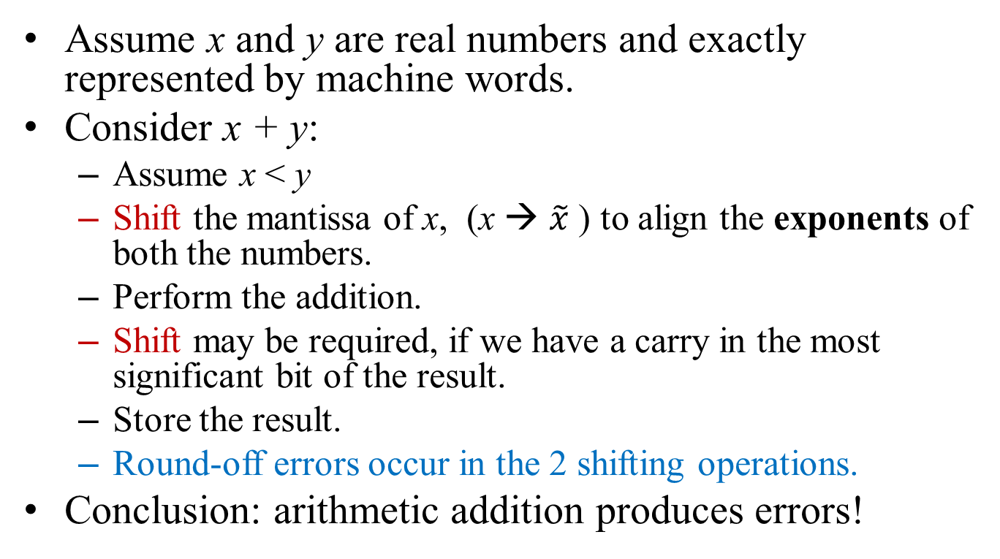 • Assume x and y are real numbers and exactly
represented by machine words.
• Consider x + y:
– Assume x < y
– Shift the mantissa of x, (x → x̃ ) to align the exponents of
both the numbers.
– Perform the addition.
– Shift may be required, if we have a carry in the most
significant bit of the result.
– Store the result.
– Round-off errors occur in the 2 shifting operations.
• Conclusion: arithmetic addition produces errors!